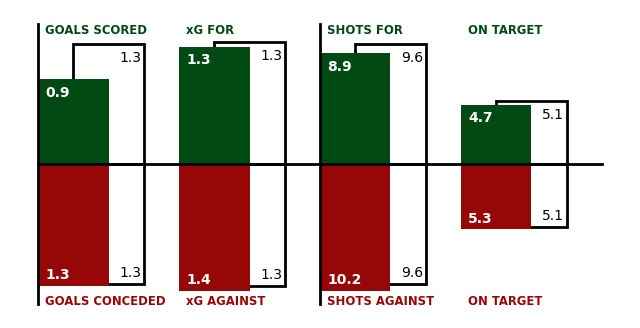 GOALS SCORED xG FOR SHOTS FOR ON TARGET
0.9 1.3 1.3 1.3 8.9 9.6 4.7 5.1
1.3 1.3 1.4 1.3 10.2 9.6 5.3 5.1
GOALS CONCEDED xG AGAINST SHOTS AGAINST ON TARGET